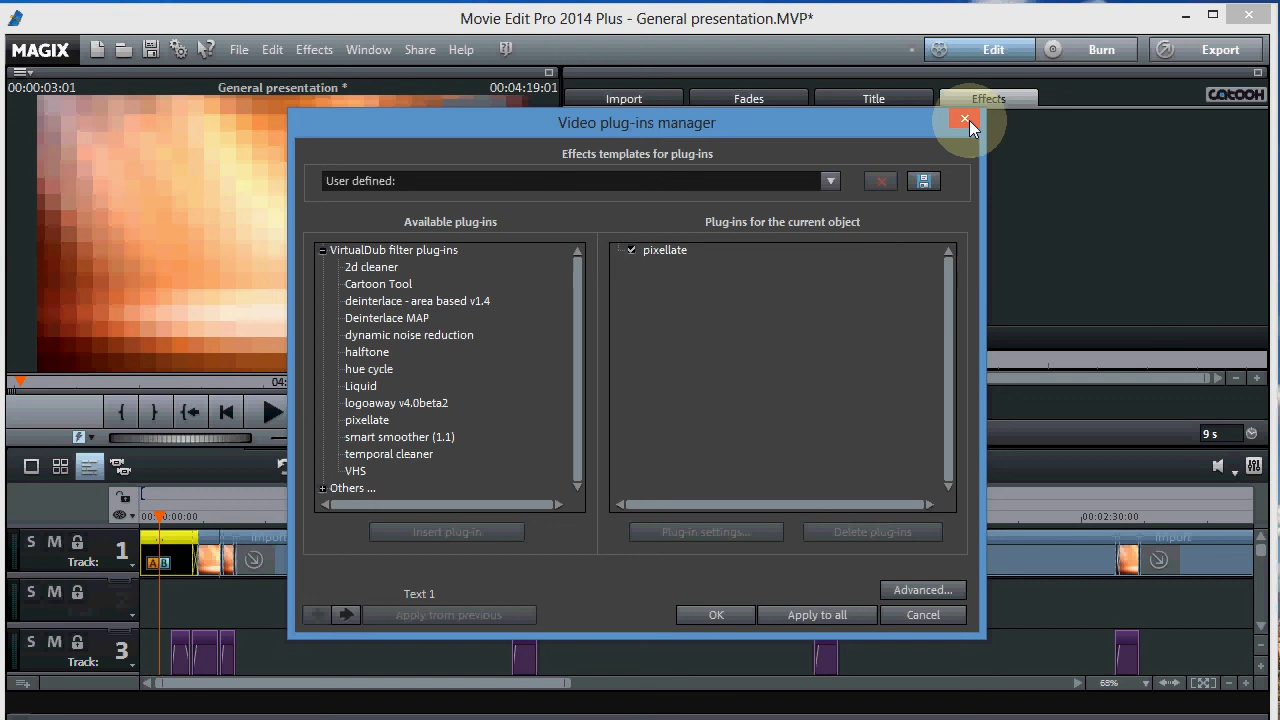 Movie Edit Pro 2014 Plus - General presentation.MVP*
MAGIX File Edit Effects Window Share Help Edit Burn Export
00:00:03:01 General presentation * 00:04:19:01
Import Fades Title Effects catooh
Video plug-ins manager
Effects templates for plug-ins
User defined:
Available plug-ins Plug-ins for the current object
VirtualDub filter plug-ins pixellate
2d cleaner
Cartoon Tool
deinterlace - area based v1.4
Deinterlace MAP
dynamic noise reduction
halftone
hue cycle
Liquid
04:
logoaway v4.0beta2
pixellate
9 s
smart smoother (1.1)
temporal cleaner
VHS
Others ...
00:02:30:00
Insert plug-in Plug-in settings... Delete plug-ins
S M 1 Import
Track:
A B
S M Text 1 Advanced...
Apply from previous OK Apply to all Cancel
S M 3
Track:
68%